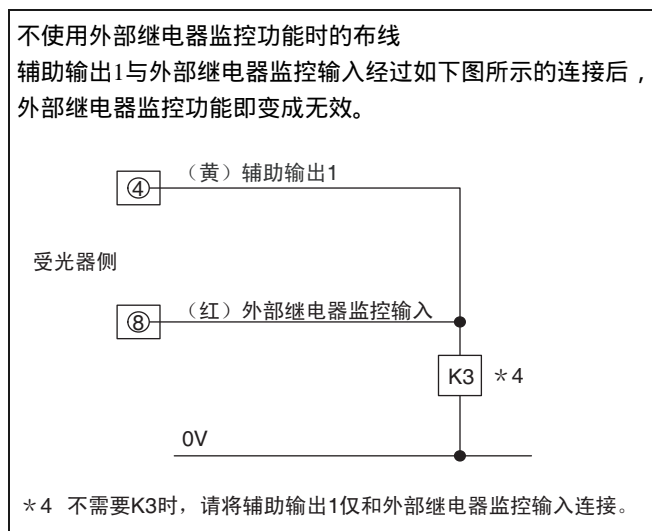 不使用外部继电器监控功能时的布线
辅助输出1与外部继电器监控输入经过如下图所示的连接后，
外部继电器监控功能即变成无效。
④ （黄）辅助输出1
受光器侧
⑧ （红）外部继电器监控输入
K3 ＊4
0V
＊4 不需要K3时，请将辅助输出1仅和外部继电器监控输入连接。